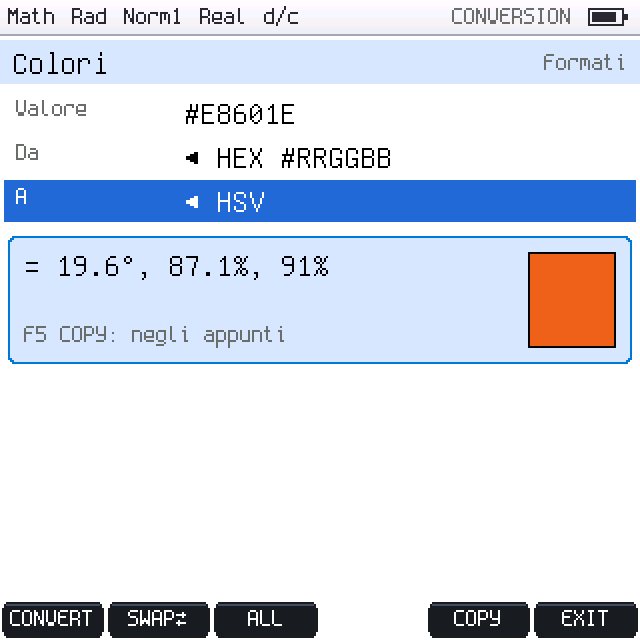 Math Rad Norm1 Real d/c CONVERSION
Colori Formati
Valore #E8601E
Da ◄ HEX #RRGGBB
A ◄ HSV
= 19.6°, 87.1%, 91%
F5 COPY: negli appunti
CONVERT SWAP⇄ ALL COPY EXIT